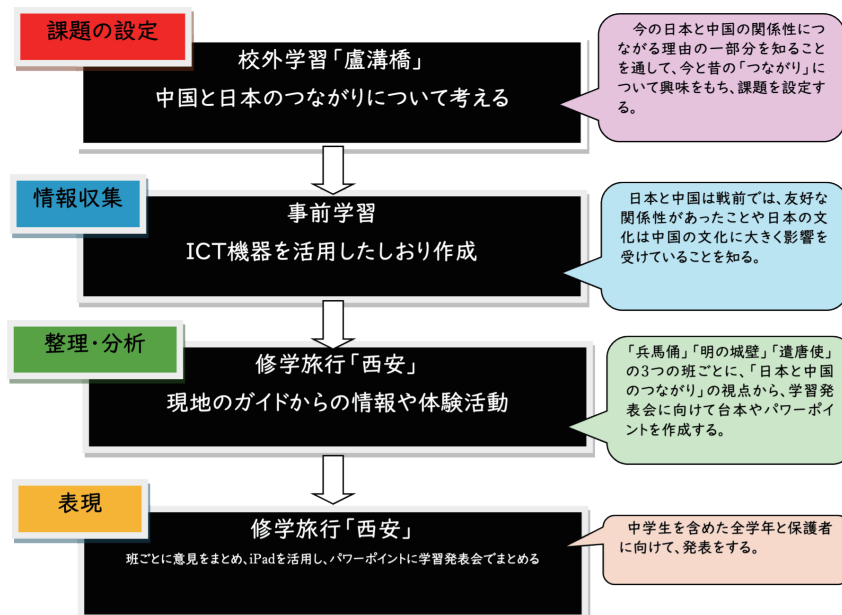 課題の設定
校外学習「盧溝橋」
中国と日本のつながりについて考える
今の日本と中国の関係性につ
ながる理由の一部分を知ること
を通して、今と昔の「つながり」に
ついて興味をもち、課題を設定す
る。
情報収集
事前学習
ICT機器を活用したしおり作成
日本と中国は戦前では、友好な
関係性があったことや日本の文
化は中国の文化に大きく影響を
受けていることを知る。
整理・分析
修学旅行「西安」
現地のガイドからの情報や体験活動
「兵馬俑」「明の城壁」「遣唐使」
の3つの班ごとに、「日本と中国
のつながり」の視点から、学習発
表会に向けて台本やパワーポイ
ントを作成する。
表現
修学旅行「西安」
班ごとに意見をまとめ、iPadを活用し、パワーポイントに学習発表会でまとめる
中学生を含めた全学年と保護者
に向けて、発表をする。